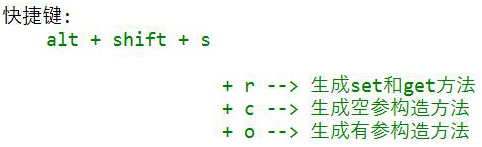 快捷键:
alt + shift + s
+ r --> 生成set和get方法
+ c --> 生成空参构造方法
+ o --> 生成有参构造方法